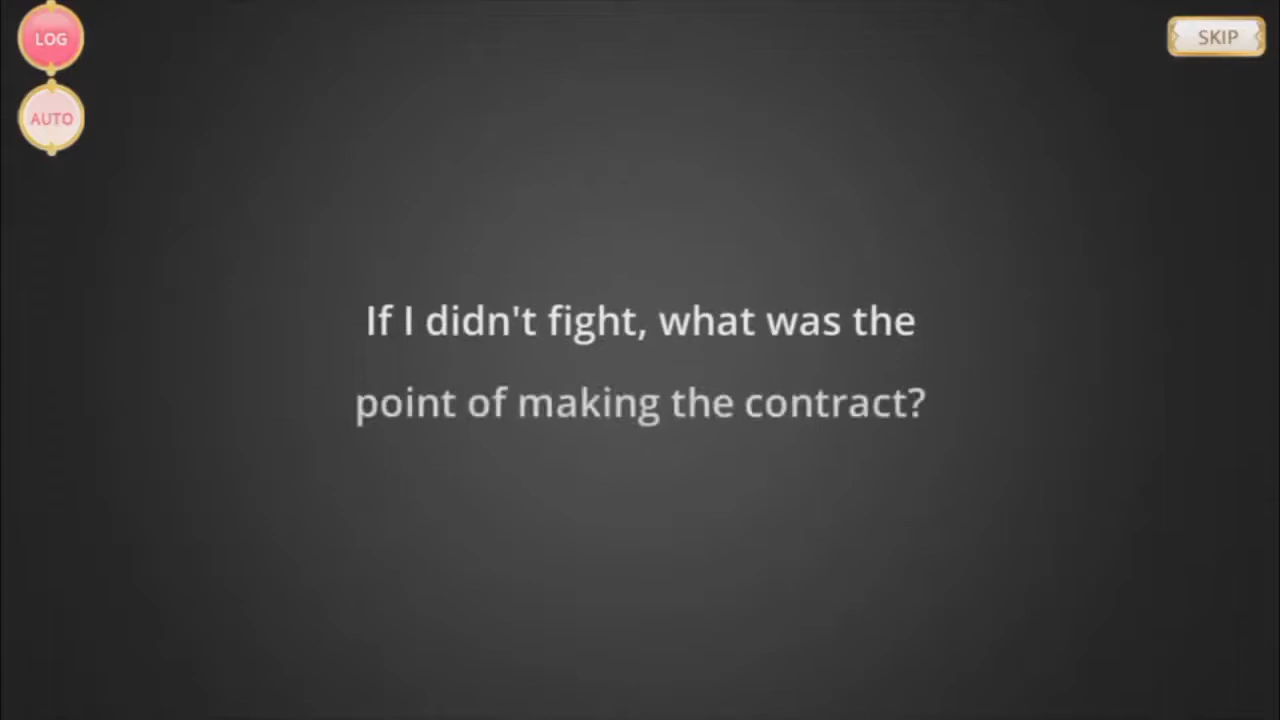 LOG
SKIP
AUTO
If I didn't fight, what was the
point of making the contract?